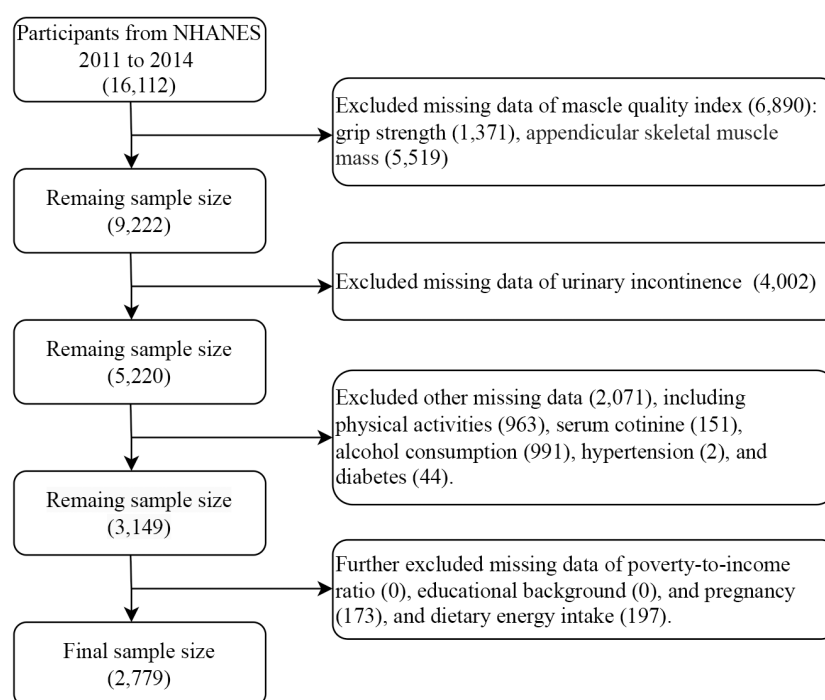 Participants from NHANES
2011 to 2014
(16,112)
Excluded missing data of mascle quality index (6,890):
grip strength (1,371), appendicular skeletal muscle
mass (5,519)
Remaing sample size
(9,222)
Excluded missing data of urinary incontinence (4,002)
Remaing sample size
(5,220)
Excluded other missing data (2,071), including
physical activities (963), serum cotinine (151),
alcohol consumption (991), hypertension (2), and
diabetes (44).
Remaing sample size
(3,149)
Further excluded missing data of poverty-to-income
ratio (0), educational background (0), and pregnancy
(173), and dietary energy intake (197).
Final sample size
(2,779)